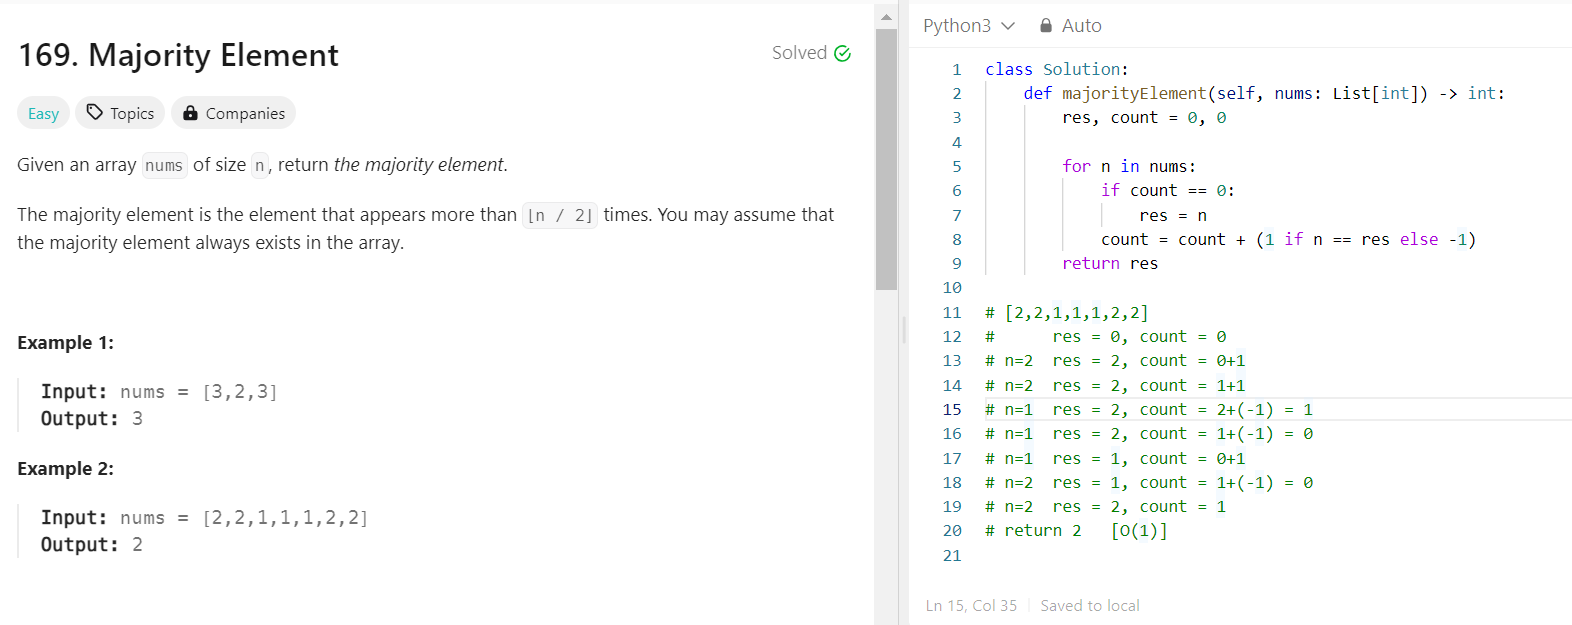 169. Majority Element
Solved
Easy
Topics
Companies
Given an array nums of size n, return the majority element.
The majority element is the element that appears more than ⌊n / 2⌋ times. You may assume that
the majority element always exists in the array.
Example 1:
Input: nums = [3,2,3]
Output: 3
Example 2:
Input: nums = [2,2,1,1,1,2,2]
Output: 2
Python3
Auto
1 class Solution:
2     def majorityElement(self, nums: List[int]) -> int:
3         res, count = 0, 0
4
5         for n in nums:
6             if count == 0:
7                 res = n
8             count = count + (1 if n == res else -1)
9         return res
10
11 # [2,2,1,1,1,2,2]
12 #      res = 0, count = 0
13 # n=2  res = 2, count = 0+1
14 # n=2  res = 2, count = 1+1
15 # n=1  res = 2, count = 2+(-1) = 1
16 # n=1  res = 2, count = 1+(-1) = 0
17 # n=1  res = 1, count = 0+1
18 # n=2  res = 1, count = 1+(-1) = 0
19 # n=2  res = 2, count = 1
20 # return 2   [O(1)]
21
Ln 15, Col 35
Saved to local